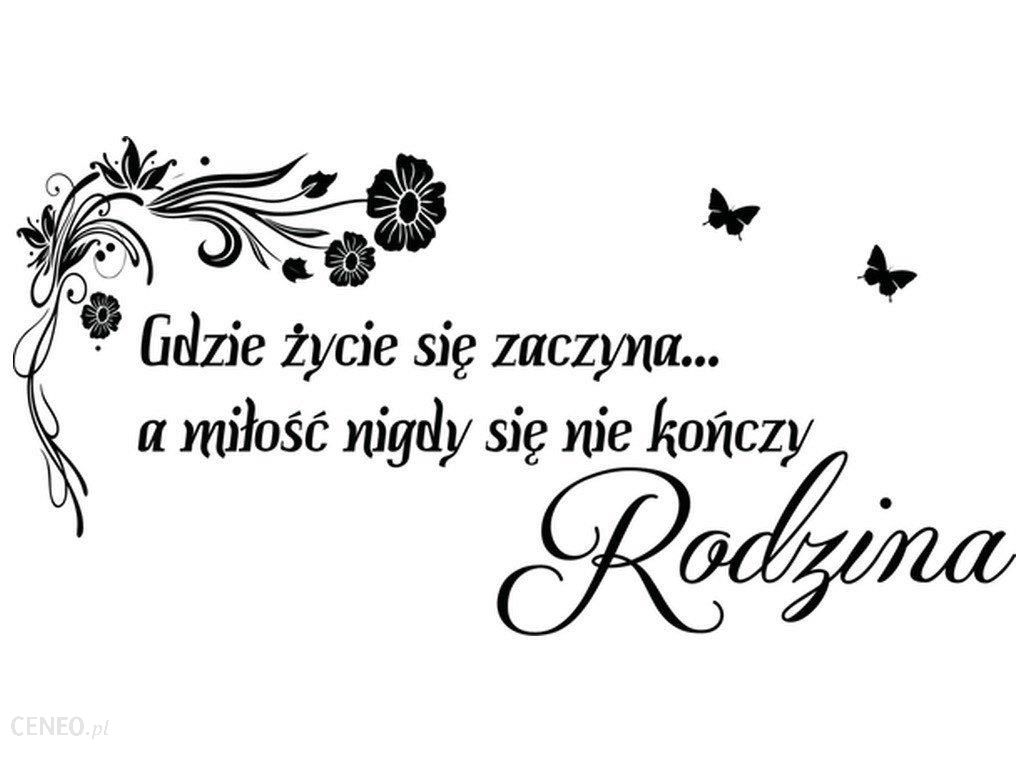 Gdzie życie się zaczyna...
a miłość nigdy się nie kończy
Rodzina
CENEO.pl